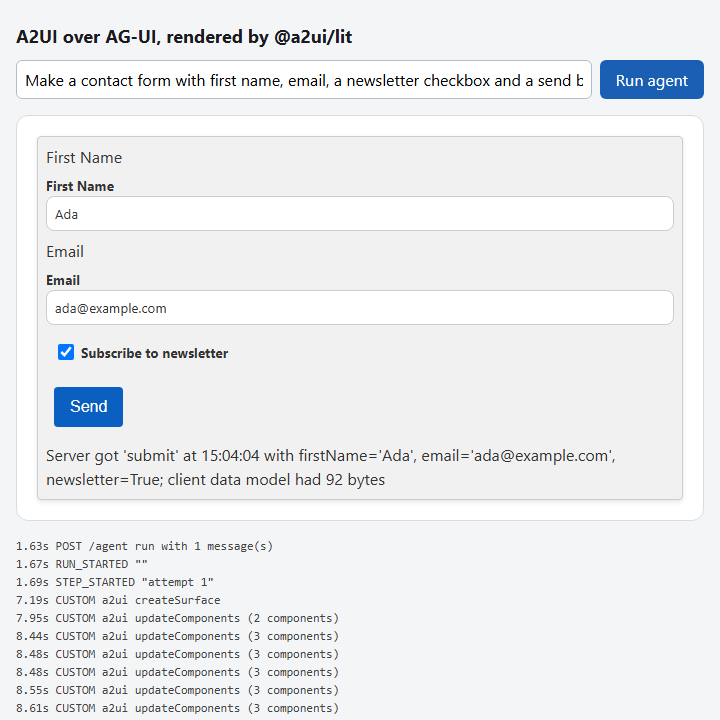 A2UI over AG-UI, rendered by @a2ui/lit
Make a contact form with first name, email, a newsletter checkbox and a send b
Run agent
First Name
First Name
Ada
Email
Email
ada@example.com
Subscribe to newsletter
Send
Server got 'submit' at 15:04:04 with firstName='Ada', email='ada@example.com',
newsletter=True; client data model had 92 bytes
1.63s POST /agent run with 1 message(s)
1.67s RUN_STARTED ""
1.69s STEP_STARTED "attempt 1"
7.19s CUSTOM a2ui createSurface
7.95s CUSTOM a2ui updateComponents (2 components)
8.44s CUSTOM a2ui updateComponents (3 components)
8.48s CUSTOM a2ui updateComponents (3 components)
8.48s CUSTOM a2ui updateComponents (3 components)
8.55s CUSTOM a2ui updateComponents (3 components)
8.61s CUSTOM a2ui updateComponents (3 components)